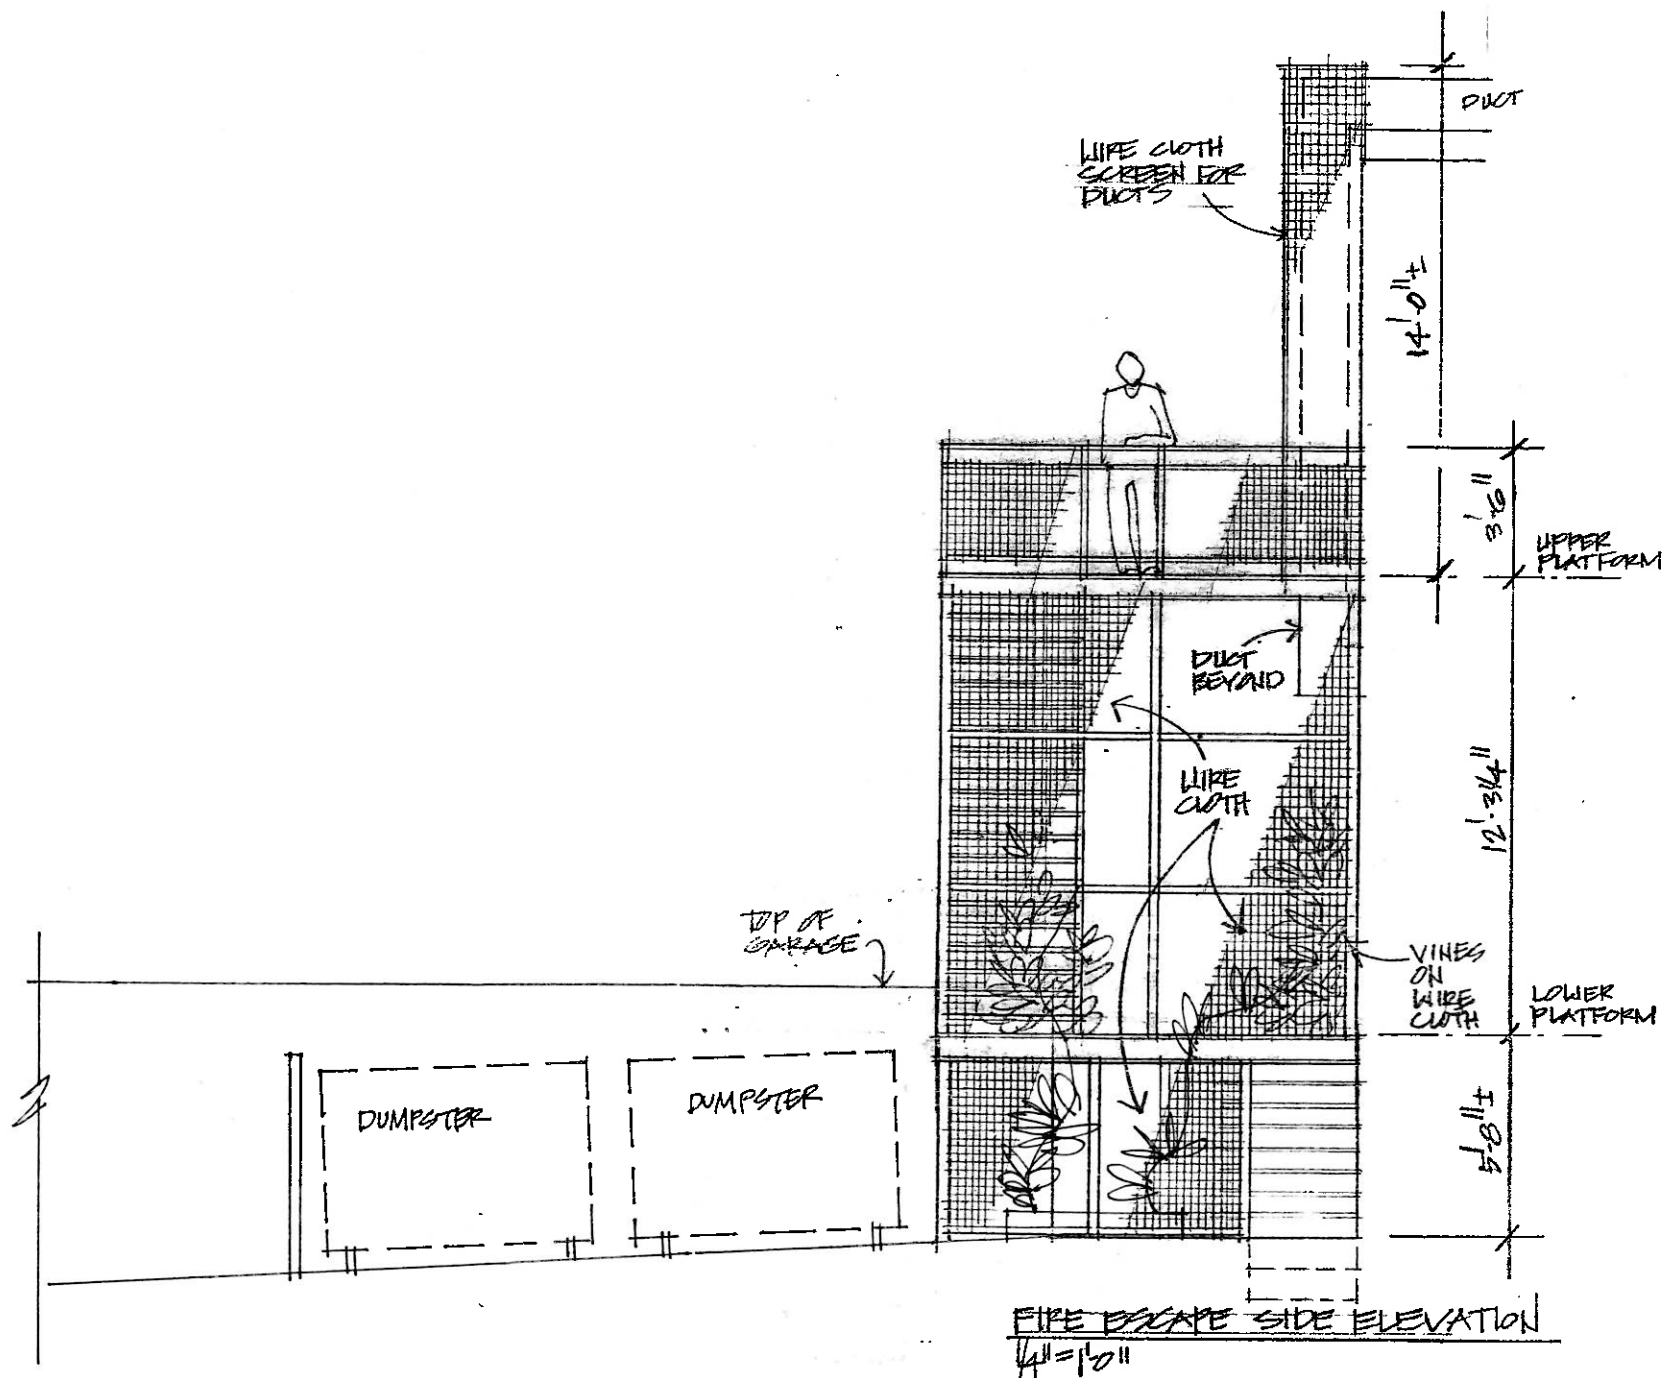 DUCT
WIRE CLOTH
SCREEN FOR
DUCTS
14'-0"±
3'-6"
UPPER
PLATFORM
DUCT
BEYOND
WIRE
CLOTH
12'-3 1/4"
TOP OF
GARAGE
VINES
ON
WIRE
CLOTH
LOWER
PLATFORM
DUMPSTER
DUMPSTER
5'-8"±
FIRE ESCAPE SIDE ELEVATION
1/4"=1'-0"